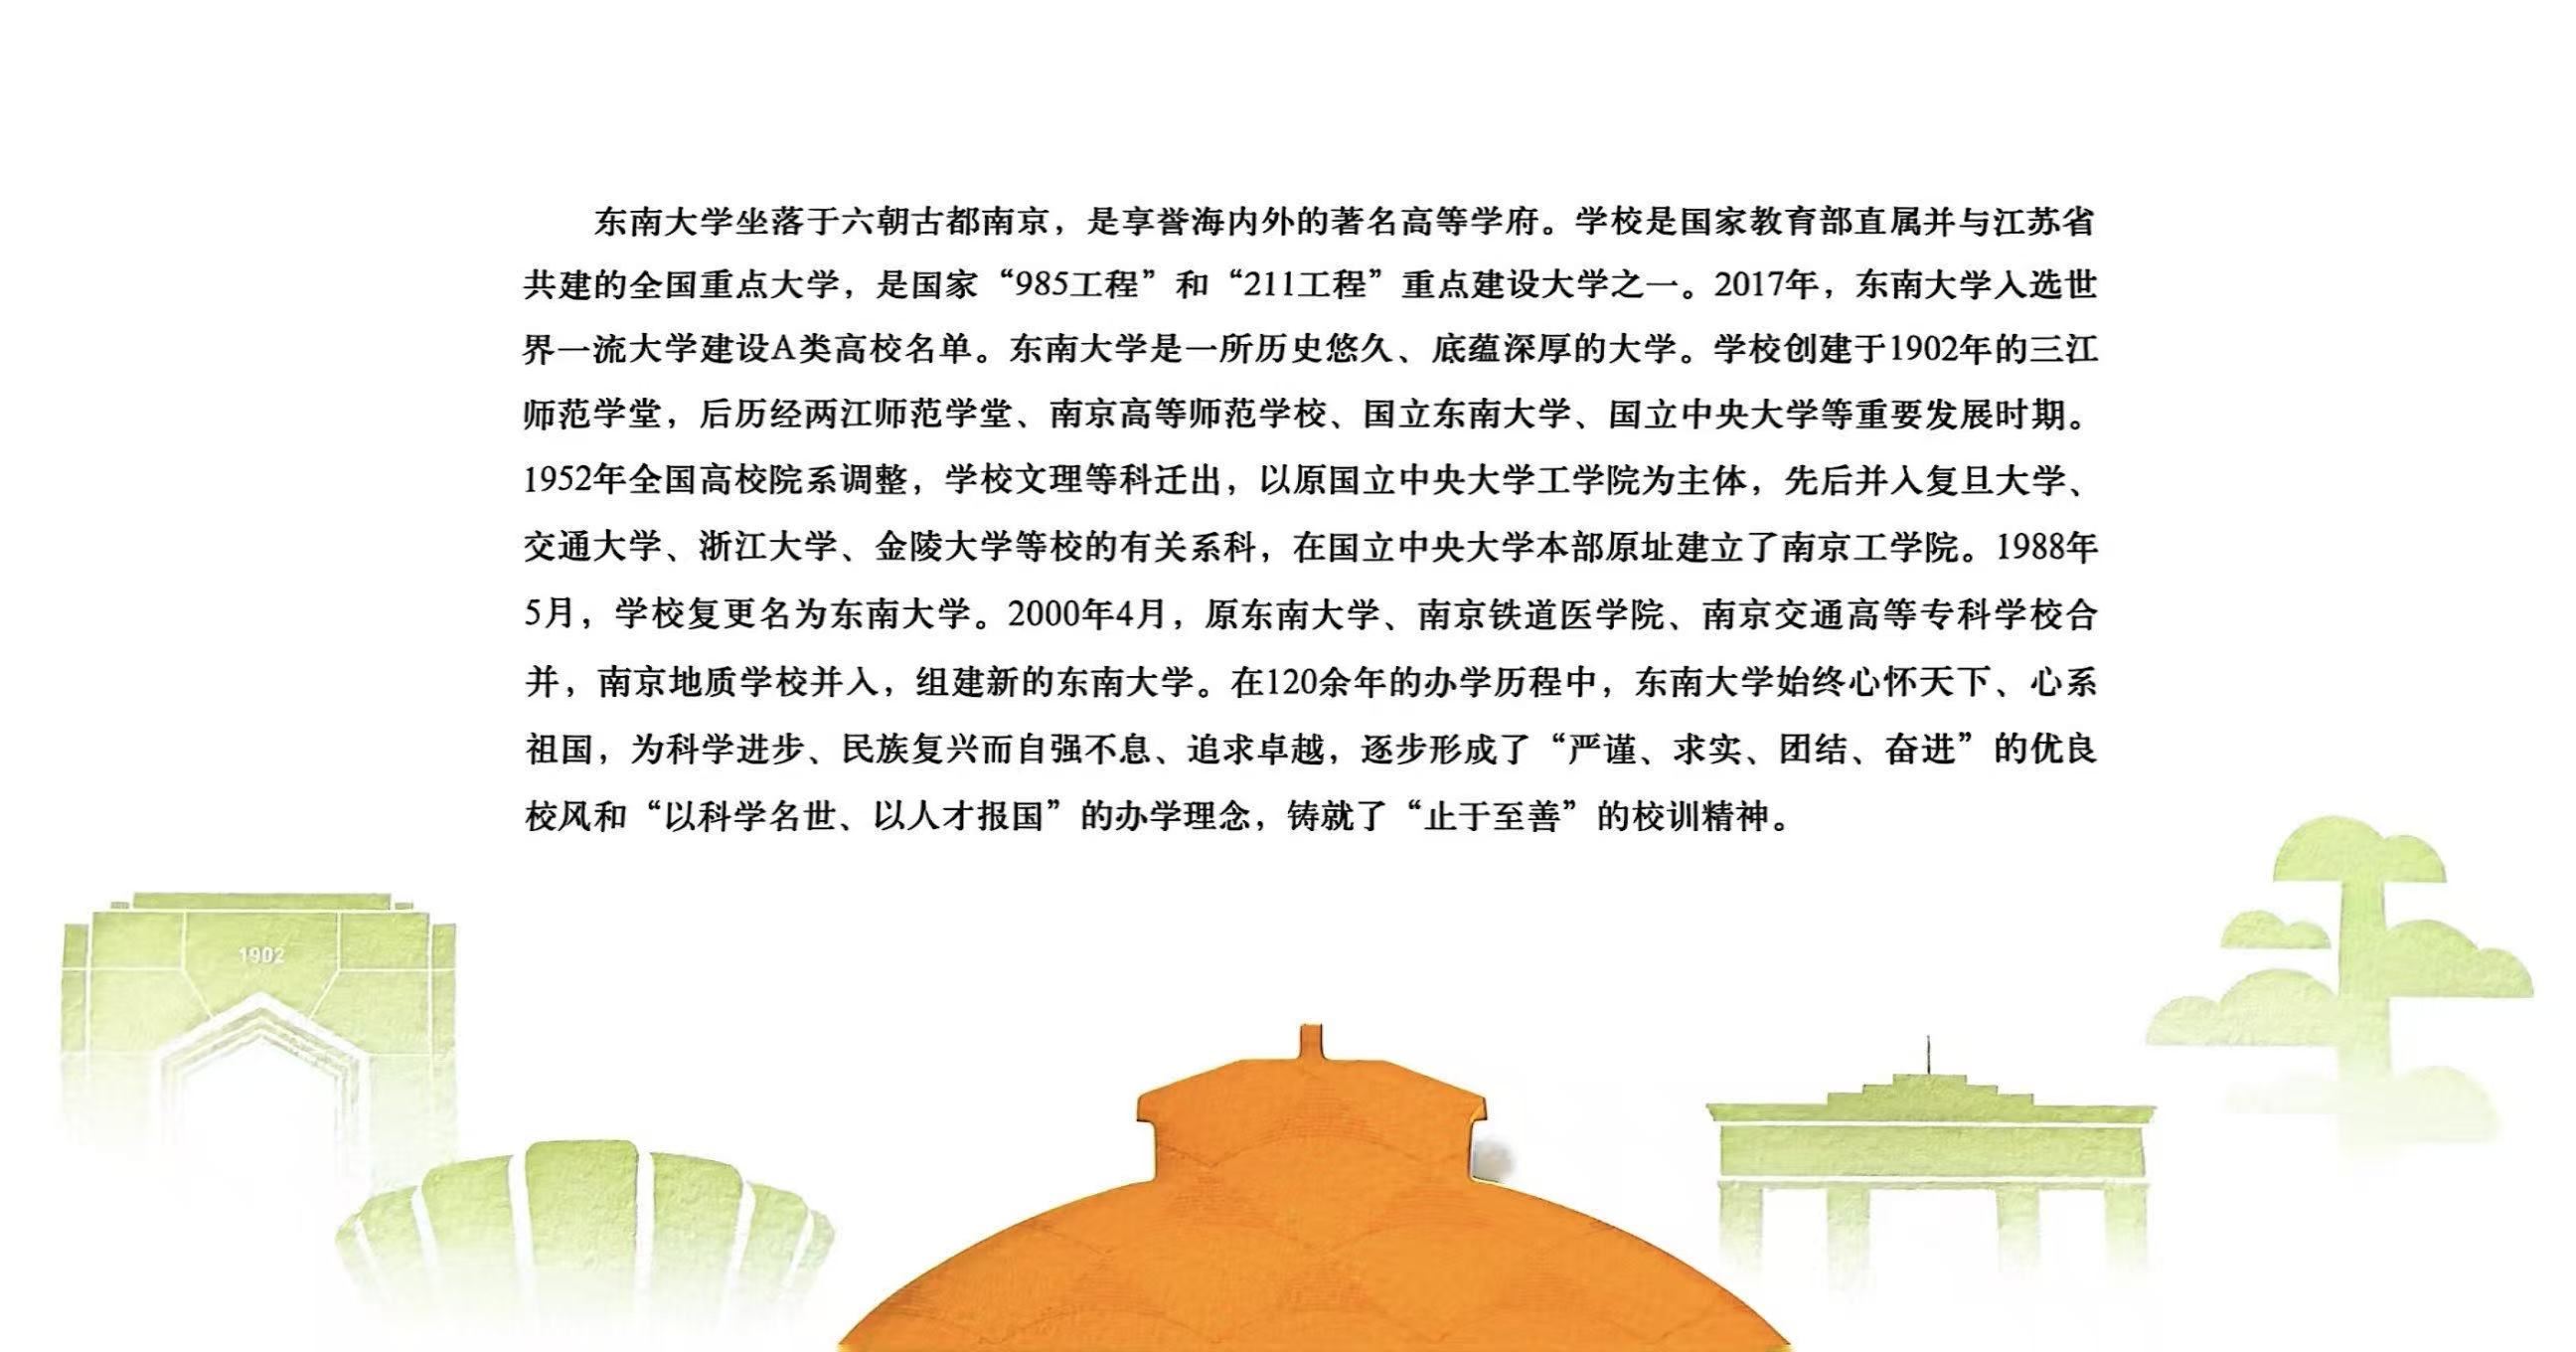 东南大学坐落于六朝古都南京，是享誉海内外的著名高等学府。学校是国家教育部直属并与江苏省
共建的全国重点大学，是国家“985工程”和“211工程”重点建设大学之一。2017年，东南大学入选世
界一流大学建设A类高校名单。东南大学是一所历史悠久、底蕴深厚的大学。学校创建于1902年的三江
师范学堂，后历经两江师范学堂、南京高等师范学校、国立东南大学、国立中央大学等重要发展时期。
1952年全国高校院系调整，学校文理等科迁出，以原国立中央大学工学院为主体，先后并入复旦大学、
交通大学、浙江大学、金陵大学等校的有关系科，在国立中央大学本部原址建立了南京工学院。1988年
5月，学校复更名为东南大学。2000年4月，原东南大学、南京铁道医学院、南京交通高等专科学校合
并，南京地质学校并入，组建新的东南大学。在120余年的办学历程中，东南大学始终心怀天下、心系
祖国，为科学进步、民族复兴而自强不息、追求卓越，逐步形成了“严谨、求实、团结、奋进”的优良
校风和“以科学名世、以人才报国”的办学理念，铸就了“止于至善”的校训精神。
1902